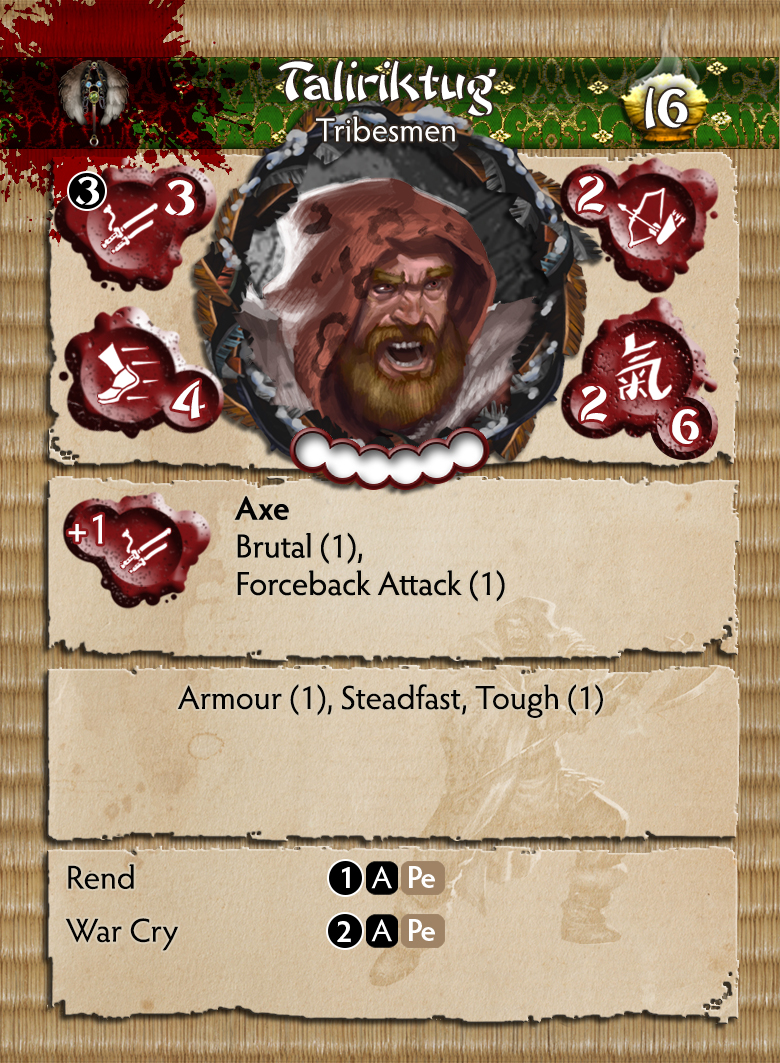 Taliriktug
16
Tribesmen
3 3
2
4
氣
2 6
+1
Axe
Brutal (1),
Forceback Attack (1)
Armour (1), Steadfast, Tough (1)
Rend 1 A Pe
War Cry 2 A Pe